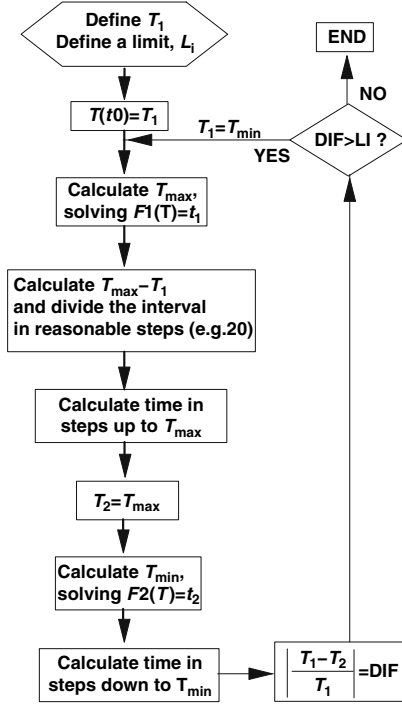 Define T₁
Define a limit, Lᵢ
T(t0)=T₁
Calculate Tmax,
solving F1(T)=t₁
Calculate Tmax−T₁
and divide the interval
in reasonable steps (e.g.20)
Calculate time in
steps up to Tmax
T₂=Tmax
Calculate Tmin,
solving F2(T)=t₂
Calculate time in
steps down to Tmin
|T₁−T₂ / T₁|=DIF
DIF>LI ?
YES
T₁=Tmin
NO
END